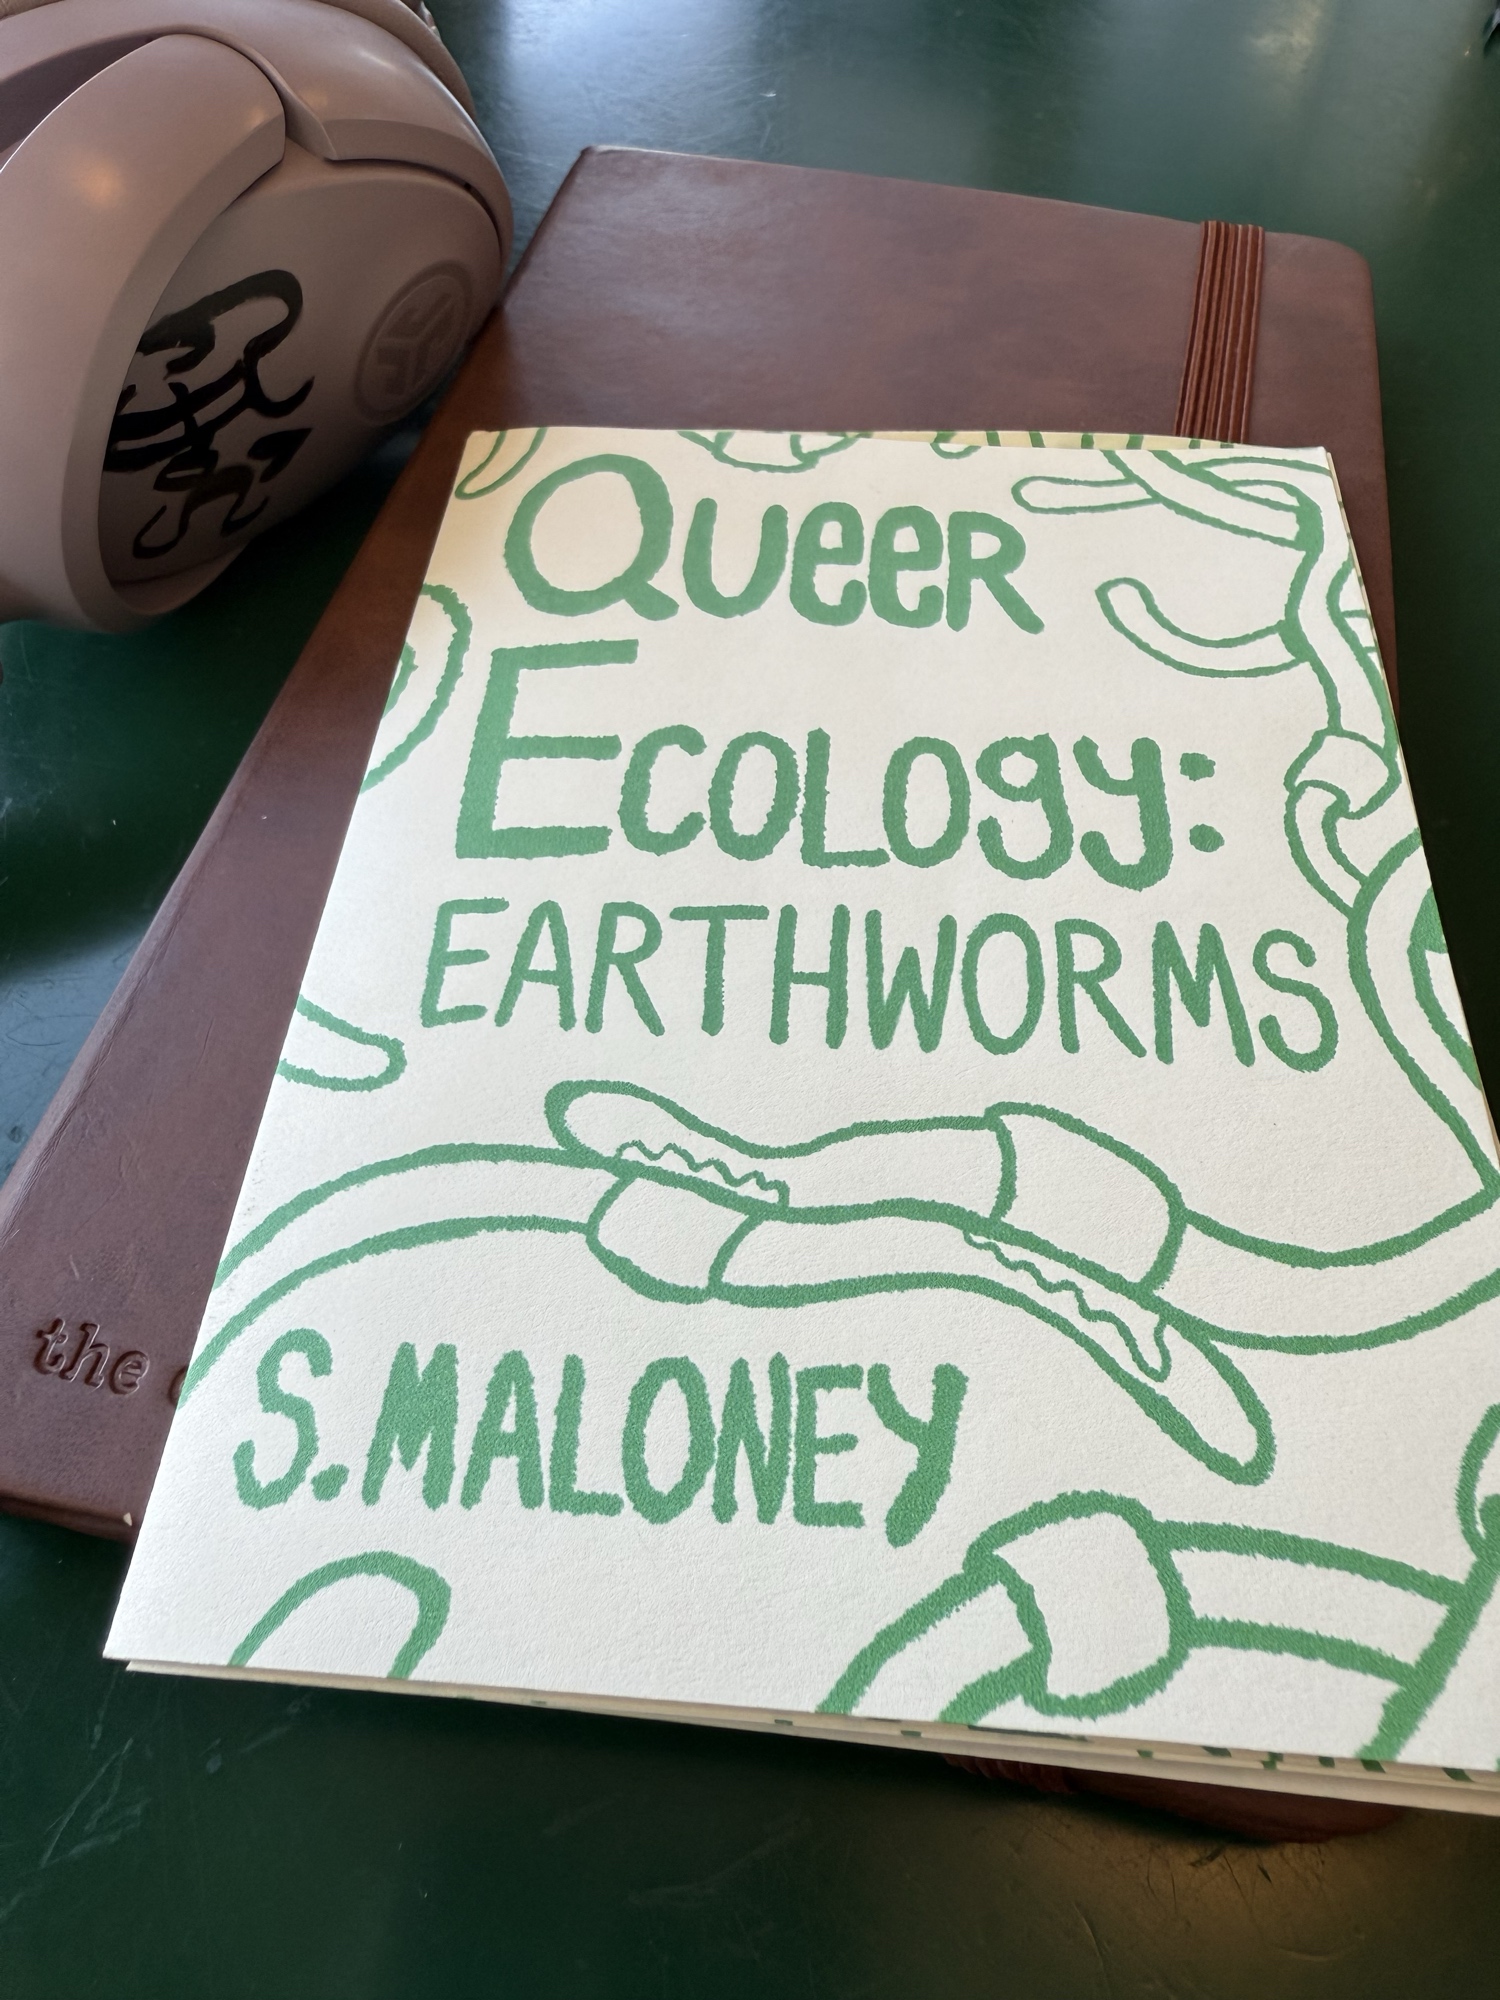 Queer
Ecology:
EARTHWORMS
S. MALONEY
the